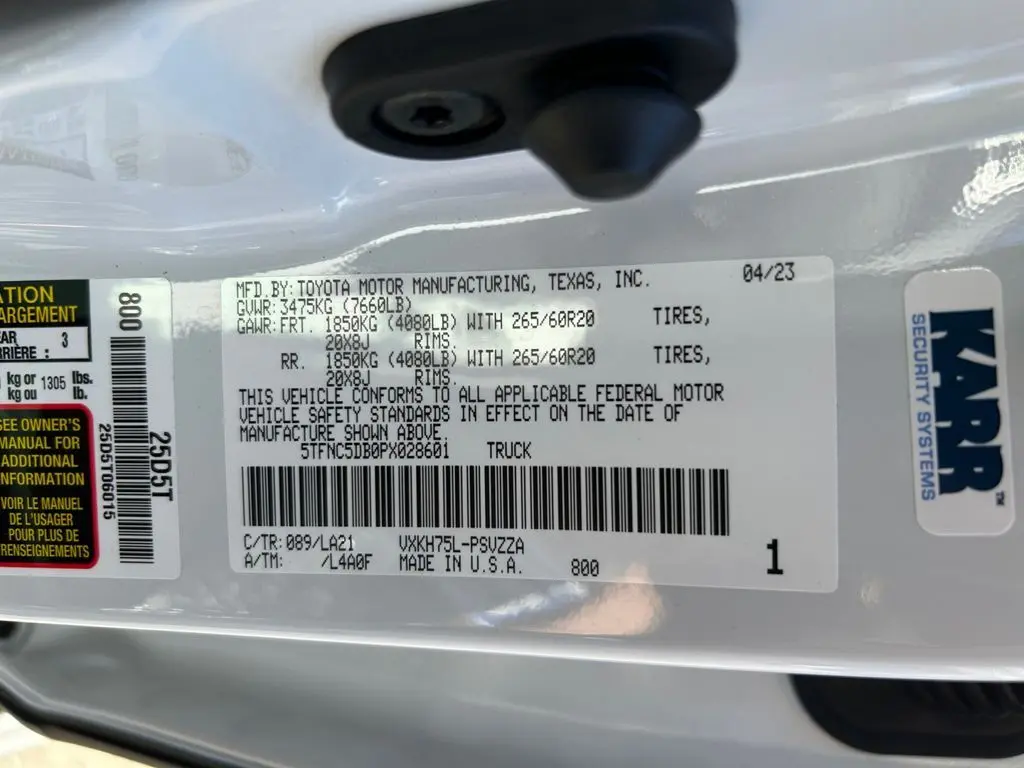 ATION
ARGEMENT
EAR 3
RRIÈRE :
kg or 1305 lbs.
kg ou lb.
SEE OWNER'S
MANUAL FOR
ADDITIONAL
INFORMATION
VOIR LE MANUEL
DE L'USAGER
POUR PLUS DE
RENSEIGNEMENTS
800
25D5T06015
25D5T
MFD.BY:TOYOTA MOTOR MANUFACTURING, TEXAS, INC. 04/23
GVWR:3475KG (7660LB)
GAWR:FRT. 1850KG (4080LB) WITH 265/60R20 TIRES,
20X8J RIMS.
RR. 1850KG (4080LB) WITH 265/60R20 TIRES,
20X8J RIMS.
THIS VEHICLE CONFORMS TO ALL APPLICABLE FEDERAL MOTOR
VEHICLE SAFETY STANDARDS IN EFFECT ON THE DATE OF
MANUFACTURE SHOWN ABOVE.
5TFNC5DB0PX028601 TRUCK
C/TR:089/LA21 VXKH75L-PSVZZA
A/TM: /L4A0F MADE IN U.S.A. 800 1
KARR™
SECURITY SYSTEMS